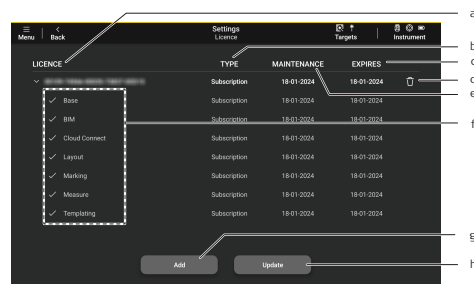 Menu Back Settings Licence Targets Instrument
a
LICENCE TYPE MAINTENANCE EXPIRES
b
c
Subscription 18-01-2024 18-01-2024
d
e
Base Subscription 18-01-2024 18-01-2024
BIM Subscription 18-01-2024 18-01-2024
f
Cloud Connect Subscription 18-01-2024 18-01-2024
Layout Subscription 18-01-2024 18-01-2024
Marking Subscription 18-01-2024 18-01-2024
Measure Subscription 18-01-2024 18-01-2024
Templating Subscription 18-01-2024 18-01-2024
g
Add Update
h